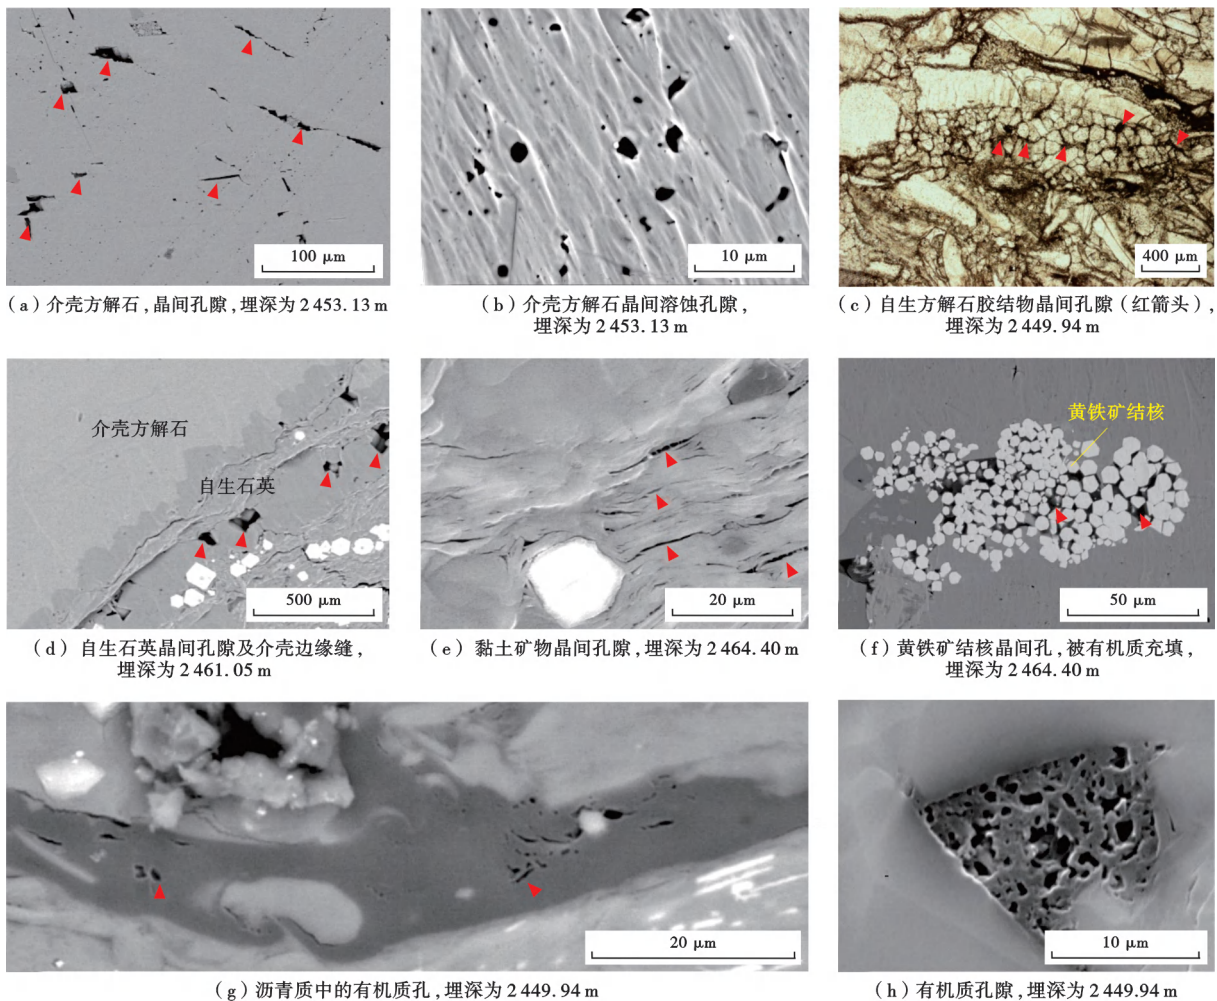 100 μm
10 μm
400 μm
(a)介壳方解石,晶间孔隙,埋深为2 453.13 m
(b)介壳方解石晶间溶蚀孔隙,
埋深为2 453.13 m
(c)自生方解石胶结物晶间孔隙(红箭头),
埋深为2 449.94 m
介壳方解石
自生石英
500 μm
20 μm
黄铁矿结核
50 μm
(d)自生石英晶间孔隙及介壳边缘缝,
埋深为2 461.05 m
(e)黏土矿物晶间孔隙,埋深为2 464.40 m
(f)黄铁矿结核晶间孔,被有机质充填,
埋深为2 464.40 m
20 μm
10 μm
(g)沥青质中的有机质孔,埋深为2 449.94 m
(h)有机质孔隙,埋深为2 449.94 m